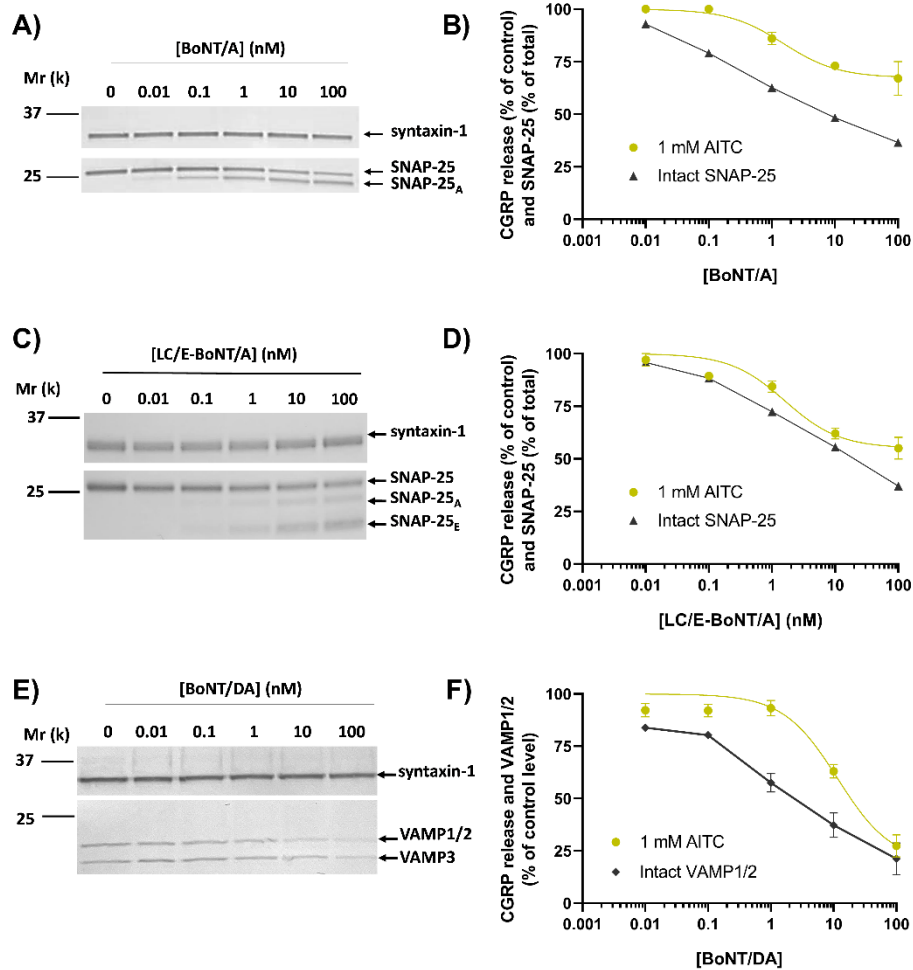 A)
[BoNT/A] (nM)
Mr (k)
0 0.01 0.1 1 10 100
37
syntaxin-1
25
SNAP-25
SNAP-25A
B)
CGRP release (% of control)
and SNAP-25 (% of total)
100
75
50
25
0
1 mM AITC
Intact SNAP-25
0.001 0.01 0.1 1 10 100
[BoNT/A]
C)
[LC/E-BoNT/A] (nM)
Mr (k)
0 0.01 0.1 1 10 100
37
syntaxin-1
25
SNAP-25
SNAP-25A
SNAP-25E
D)
CGRP release (% of control)
and SNAP-25 (% of total)
100
75
50
25
0
1 mM AITC
Intact SNAP-25
0.001 0.01 0.1 1 10 100
[LC/E-BoNT/A] (nM)
E)
[BoNT/DA] (nM)
Mr (k)
0 0.01 0.1 1 10 100
37
syntaxin-1
25
VAMP1/2
VAMP3
F)
CGRP release and VAMP1/2
(% of control level)
100
75
50
25
0
1 mM AITC
Intact VAMP1/2
0.001 0.01 0.1 1 10 100
[BoNT/DA]